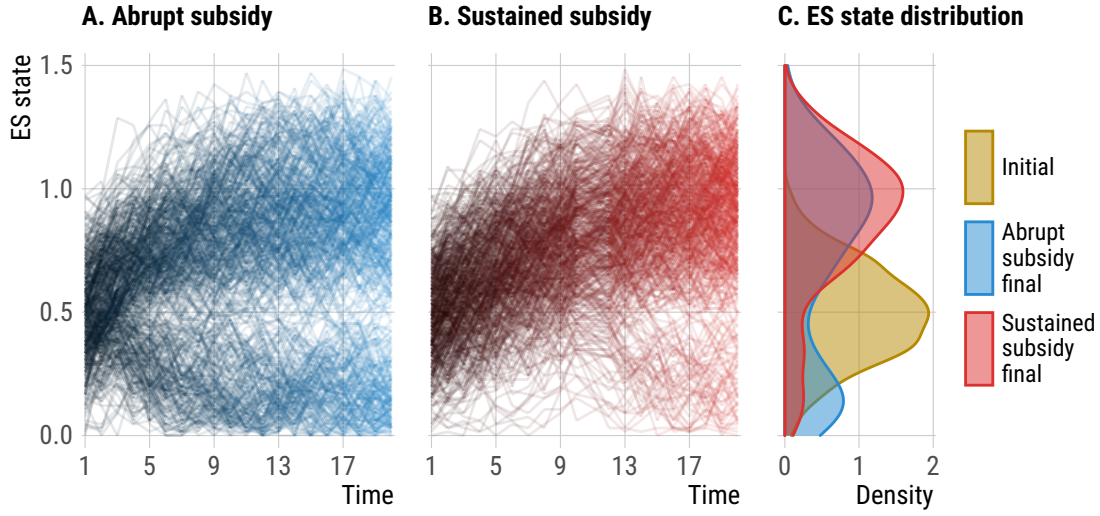 A. Abrupt subsidy
B. Sustained subsidy
C. ES state distribution
ES state
1.5
1.0
0.5
0.0
1 5 9 13 17
Time
1 5 9 13 17
Time
0 1 2
Density
Initial
Abrupt
subsidy
final
Sustained
subsidy
final